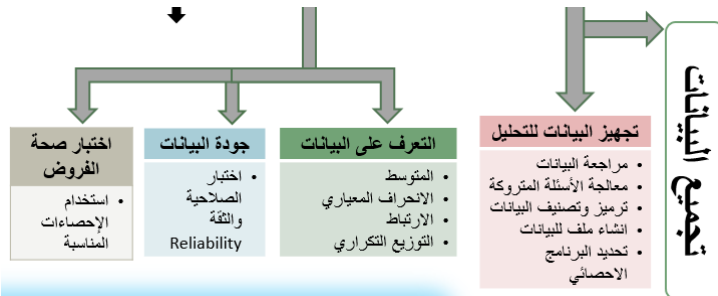 تجميع البيانات
تجهيز البيانات للتحليل
• مراجعة البيانات
• معالجة الأسئلة المتروكة
• ترميز وتصنيف البيانات
• انشاء ملف للبيانات
• تحديد البرنامج
الاحصائي
التعرف على البيانات
• المتوسط
• الانحراف المعياري
• الارتباط
• التوزيع التكراري
جودة البيانات
• اختبار
الصلاحية
والثقة
Reliability
اختبار صحة
الفروض
• استخدام
الإحصاءات
المناسبة